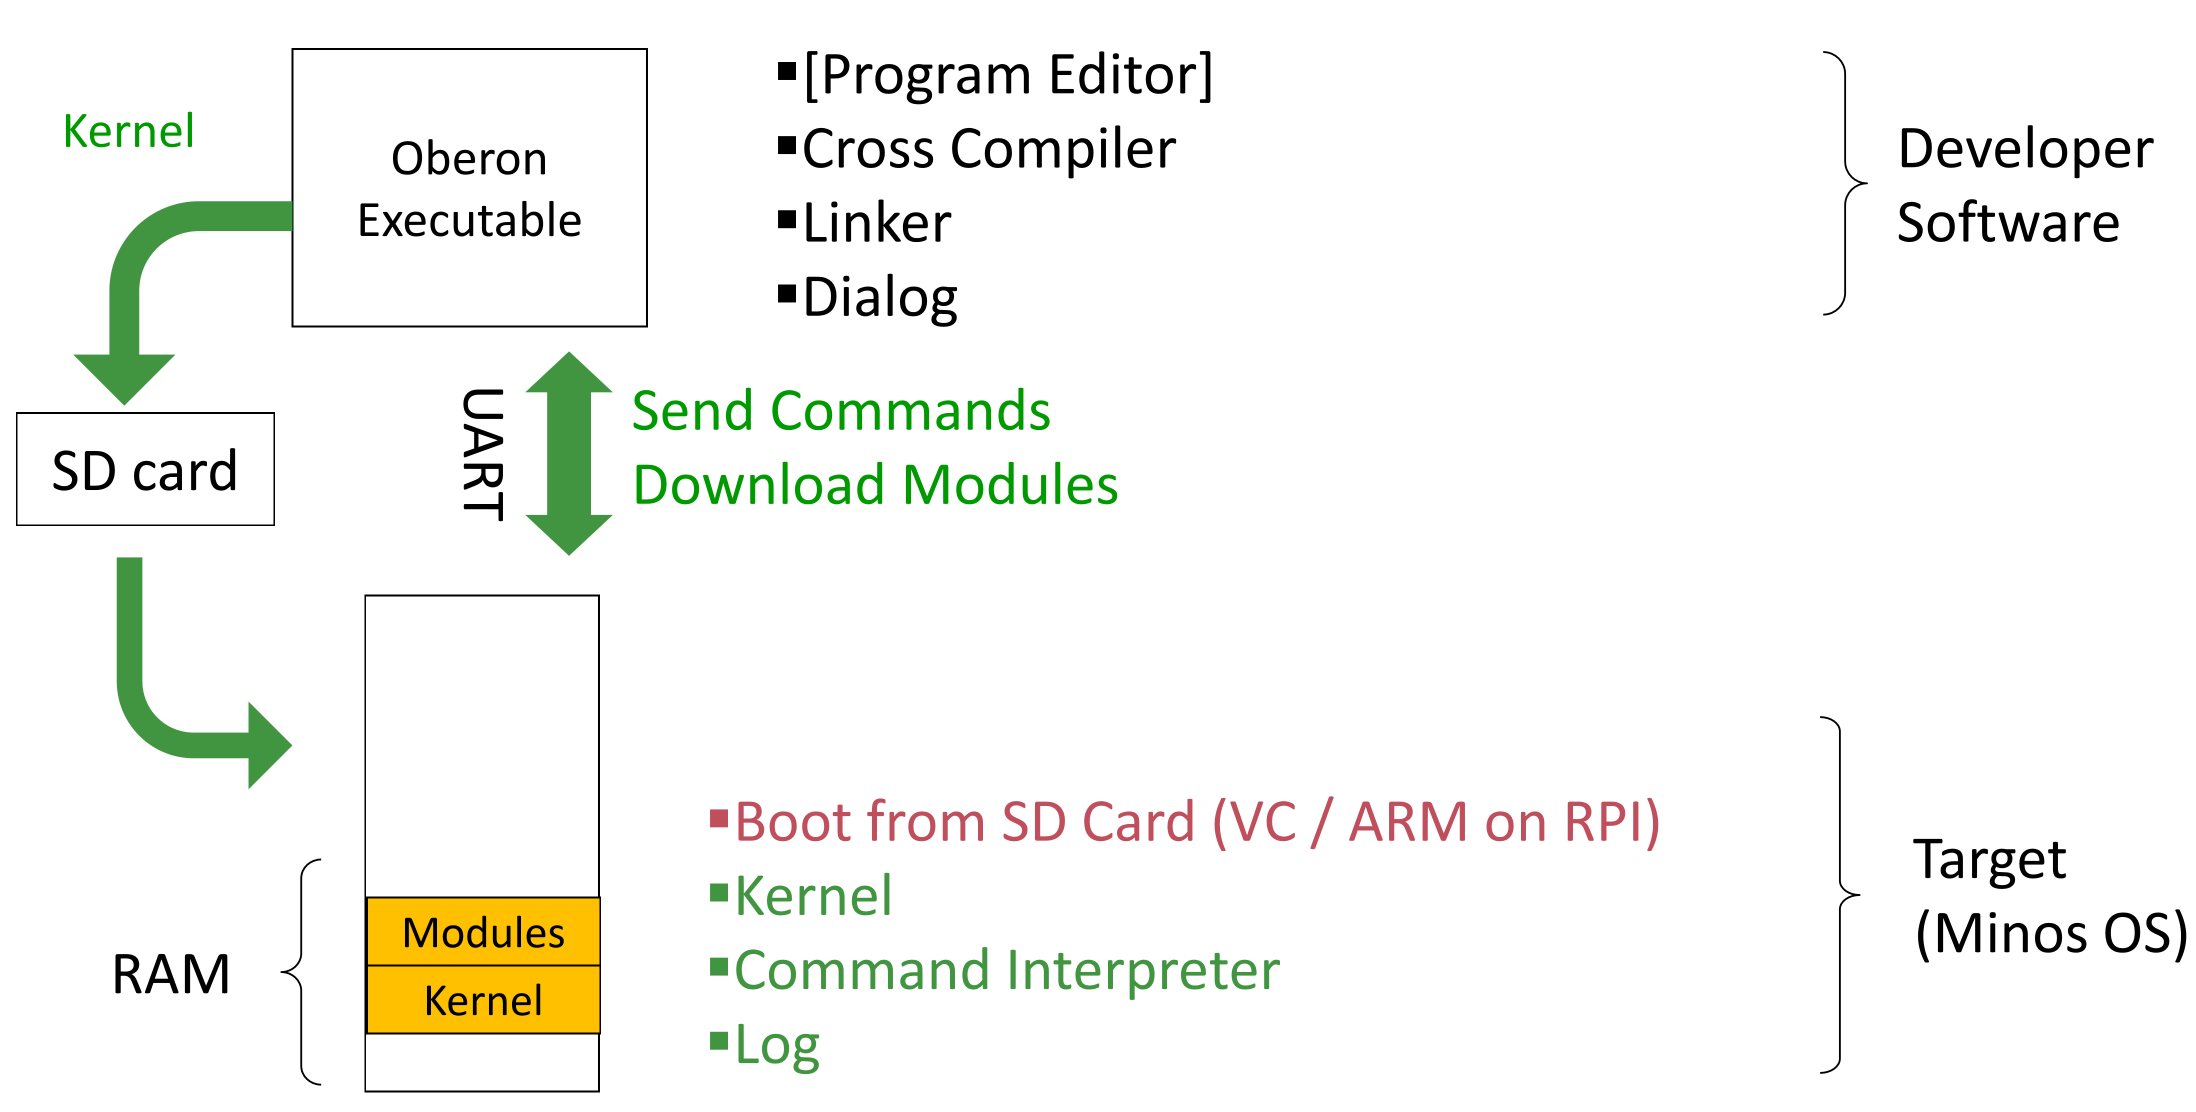 Kernel
Oberon
Executable
▪[Program Editor]
▪Cross Compiler
▪Linker
▪Dialog
Developer
Software
SD card
UART
Send Commands
Download Modules
▪Boot from SD Card (VC / ARM on RPI)
▪Kernel
▪Command Interpreter
▪Log
Target
(Minos OS)
RAM
Modules
Kernel